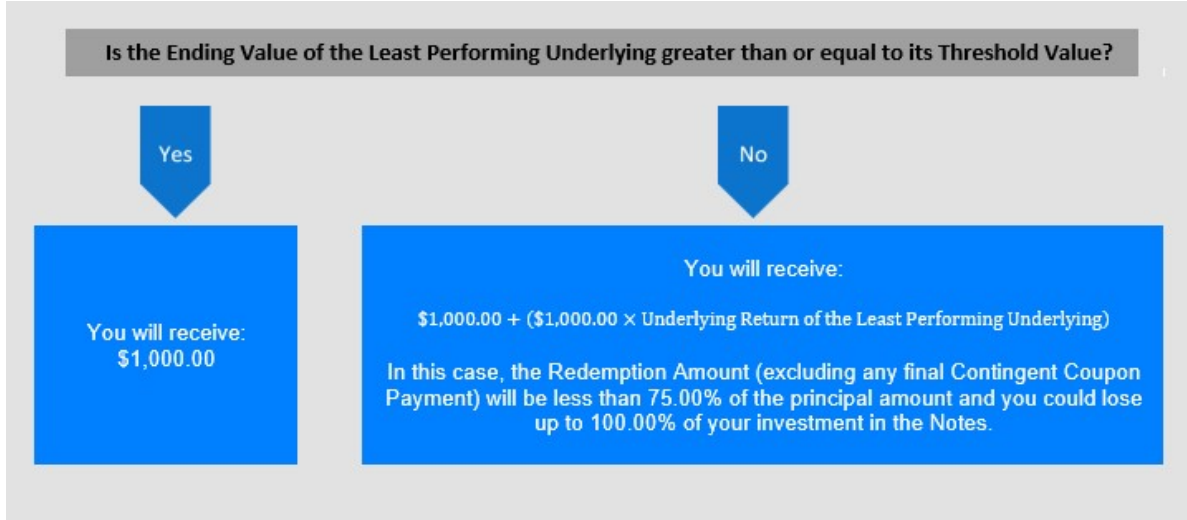 Is the Ending Value of the Least Performing Underlying greater than or equal to its Threshold Value?
Yes
No
You will receive:
$1,000.00
You will receive:
$1,000.00 + ($1,000.00 × Underlying Return of the Least Performing Underlying)
In this case, the Redemption Amount (excluding any final Contingent Coupon
Payment) will be less than 75.00% of the principal amount and you could lose
up to 100.00% of your investment in the Notes.